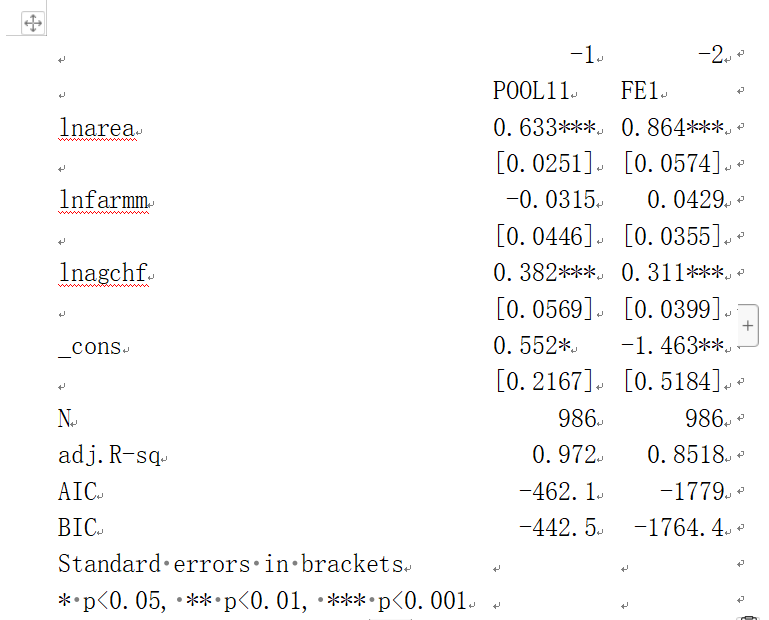 -1 -2
POOL11 FE1
lnarea 0.633*** 0.864***
[0.0251] [0.0574]
lnfarmm -0.0315 0.0429
[0.0446] [0.0355]
lnagchf 0.382*** 0.311***
[0.0569] [0.0399]
_cons 0.552* -1.463**
[0.2167] [0.5184]
N 986 986
adj.R-sq 0.972 0.8518
AIC -462.1 -1779
BIC -442.5 -1764.4
Standard errors in brackets
* p<0.05, ** p<0.01, *** p<0.001